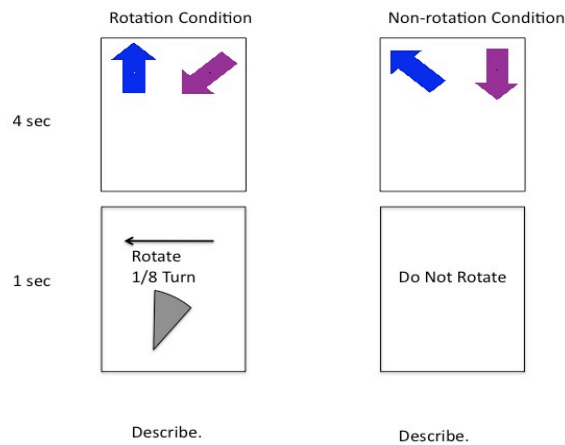 Rotation Condition
Non-rotation Condition
4 sec
1 sec
Rotate
1/8 Turn
Do Not Rotate
Describe.
Describe.